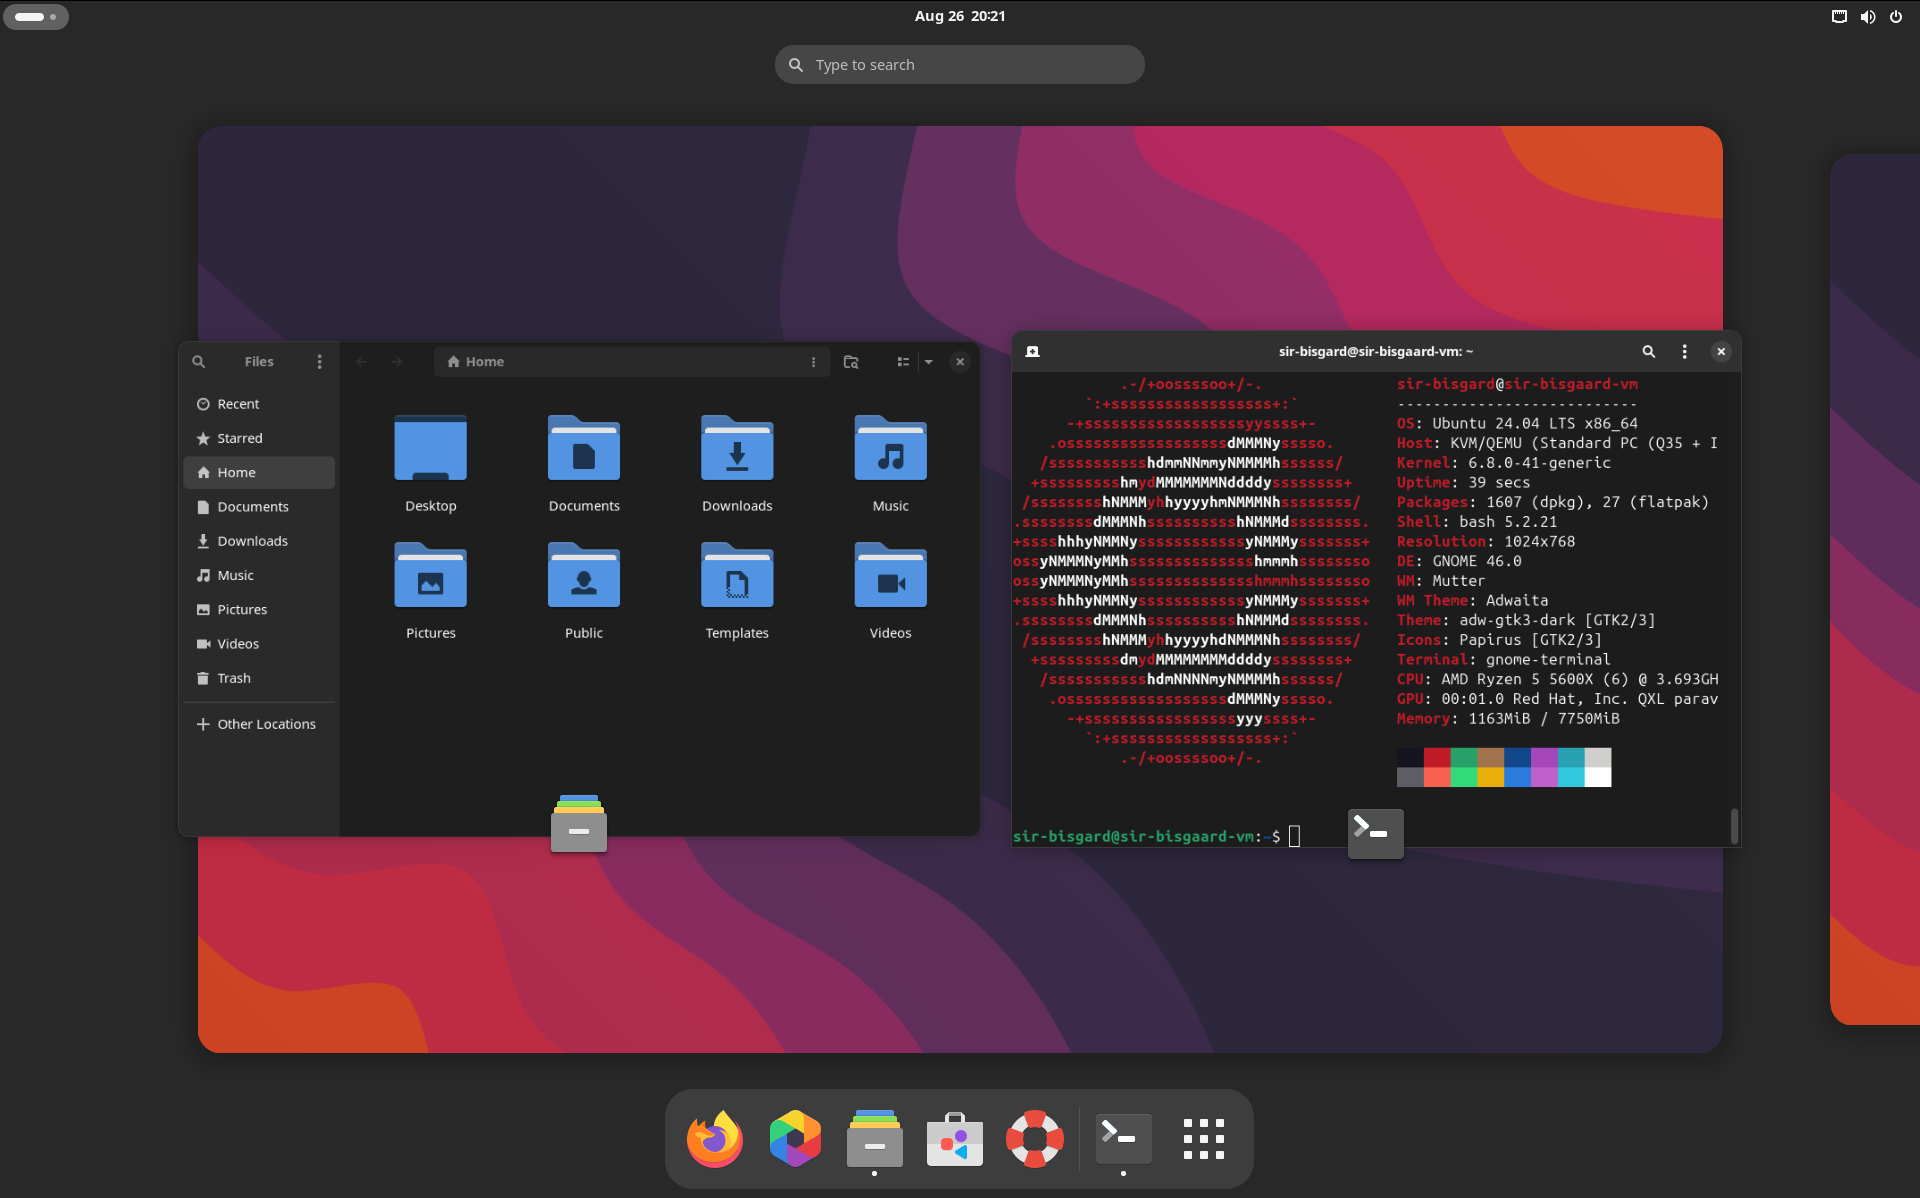 Aug 26 20:21
Type to search
Files
Home
Recent
Starred
Home
Documents
Downloads
Music
Pictures
Videos
Trash
Other Locations
Desktop
Documents
Downloads
Music
Pictures
Public
Templates
Videos
sir-bisgard@sir-bisgaard-vm: ~
.-/+oossssoo+/-.
`:+ssssssssssssssssss+:`
-+ssssssssssssssssssyyssss+-
.ossssssssssssssssssdMMMNysssso.
/ssssssssssshdmmNNmmyNMMMMhssssss/
+ssssssssshmydMMMMMMMNddddyssssssss+
/sssssssshNMMMyhhyyyyhmNMMMNhssssssss/
.ssssssssdMMMNhsssssssssshNMMMdssssssss.
+sssshhhyNMMNyssssssssssssyNMMMysssssss+
ossyNMMMNyMMhsssssssssssssshmmmhssssssso
ossyNMMMNyMMhsssssssssssssshmmmhssssssso
+sssshhhyNMMNyssssssssssssyNMMMysssssss+
.ssssssssdMMMNhsssssssssshNMMMdssssssss.
/sssssssshNMMMyhhyyyyhdNMMMNhssssssss/
+sssssssssdmydMMMMMMMMddddyssssssss+
/ssssssssssshdmNNNNmyNMMMMhssssss/
.ossssssssssssssssssdMMMNysssso.
-+sssssssssssssssssyyyssss+-
`:+ssssssssssssssssss+:`
.-/+oossssoo+/-.
sir-bisgard@sir-bisgaard-vm
---------------------------
OS: Ubuntu 24.04 LTS x86_64
Host: KVM/QEMU (Standard PC (Q35 + I
Kernel: 6.8.0-41-generic
Uptime: 39 secs
Packages: 1607 (dpkg), 27 (flatpak)
Shell: bash 5.2.21
Resolution: 1024x768
DE: GNOME 46.0
WM: Mutter
WM Theme: Adwaita
Theme: adw-gtk3-dark [GTK2/3]
Icons: Papirus [GTK2/3]
Terminal: gnome-terminal
CPU: AMD Ryzen 5 5600X (6) @ 3.693GH
GPU: 00:01.0 Red Hat, Inc. QXL parav
Memory: 1163MiB / 7750MiB
sir-bisgard@sir-bisgaard-vm:~$